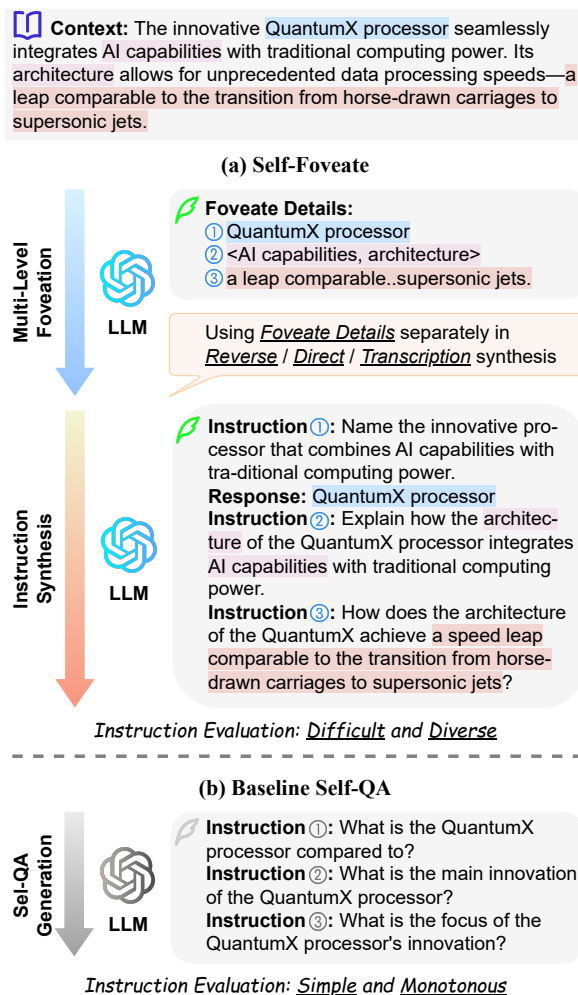 Context: The innovative QuantumX processor seamlessly
integrates AI capabilities with traditional computing power. Its
architecture allows for unprecedented data processing speeds—a
leap comparable to the transition from horse-drawn carriages to
supersonic jets.
(a) Self-Foveate
Multi-Level
Foveation
LLM
Foveate Details:
① QuantumX processor
② <AI capabilities, architecture>
③ a leap comparable..supersonic jets.
Using Foveate Details separately in
Reverse / Direct / Transcription synthesis
Instruction
Synthesis
LLM
Instruction①: Name the innovative pro-
cessor that combines AI capabilities with
tra-ditional computing power.
Response: QuantumX processor
Instruction②: Explain how the architec-
ture of the QuantumX processor integrates
AI capabilities with traditional computing
power.
Instruction③: How does the architecture
of the QuantumX achieve a speed leap
comparable to the transition from horse-
drawn carriages to supersonic jets?
Instruction Evaluation: Difficult and Diverse
(b) Baseline Self-QA
Sel-QA
Generation
LLM
Instruction①: What is the QuantumX
processor compared to?
Instruction②: What is the main innovation
of the QuantumX processor?
Instruction③: What is the focus of the
QuantumX processor's innovation?
Instruction Evaluation: Simple and Monotonous